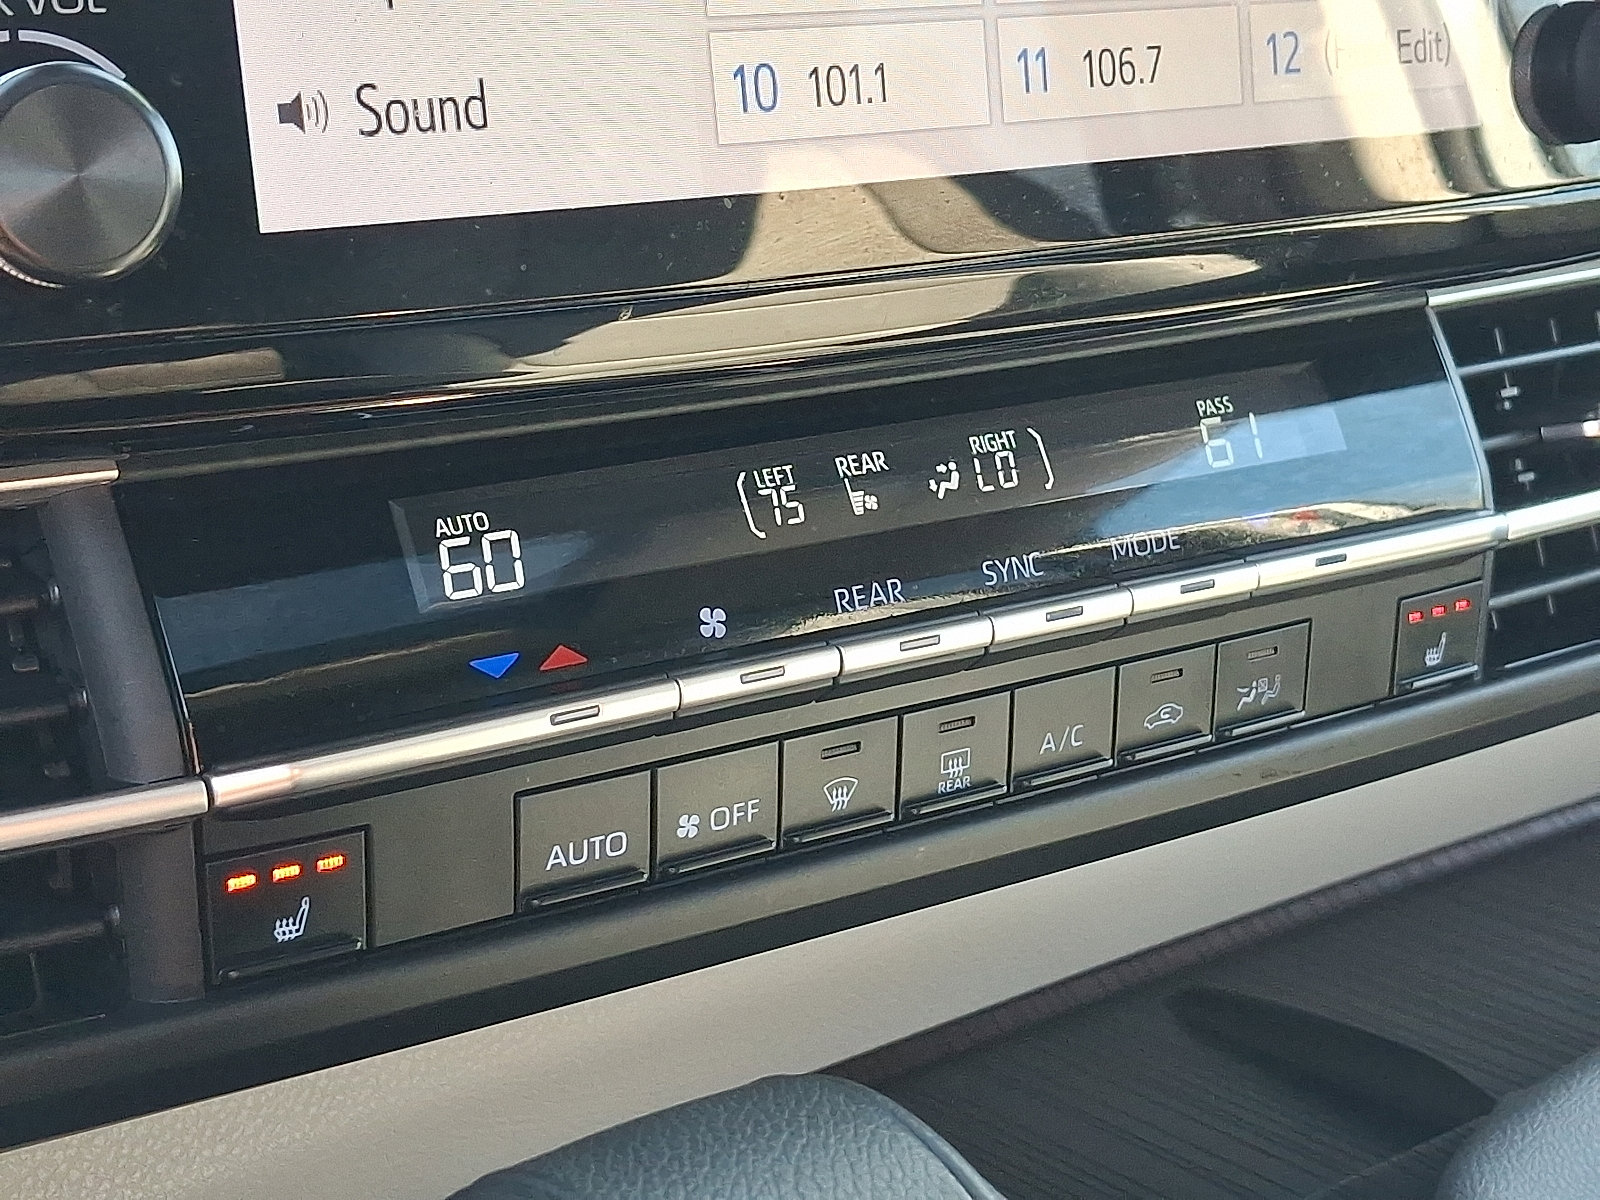 VOL
Sound
10 101.1
11 106.7
12 Edit)
AUTO
60
LEFT
75
REAR
RIGHT
LO
PASS
61
REAR
SYNC
MODE
AUTO
OFF
REAR
A/C